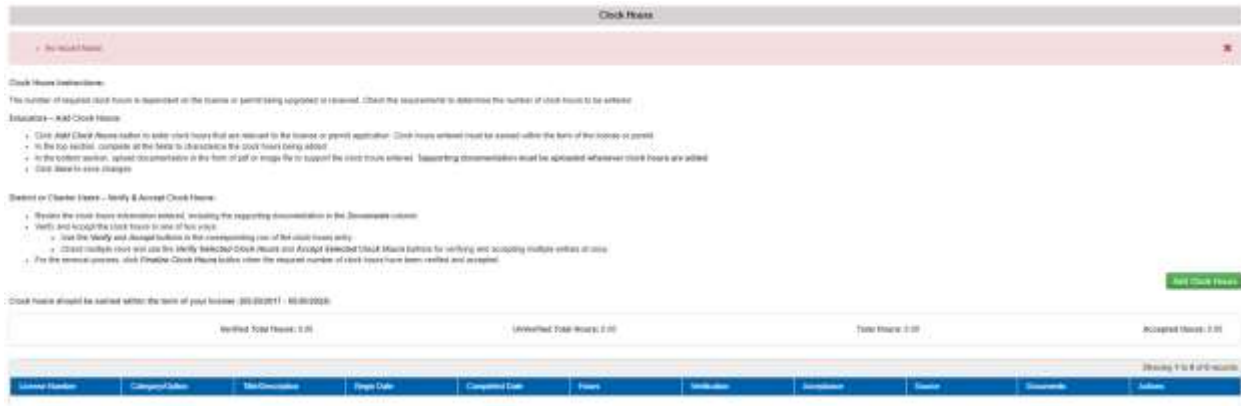 Clock Hours
No record found.
Clock Hours Instructions:
The number of required clock hours is dependent on the license or permit being upgraded or renewed. Check the requirements to determine the number of clock hours to be entered.
Educators – Add Clock Hours:
Click Add Clock Hours button to enter clock hours that are relevant to the license or permit application. Clock hours entered must be earned within the term of the license or permit.
In the top section, complete all the fields to characterize the clock hours being added.
In the bottom section, upload documentation in the form of pdf or image file to support the clock hours entered. Supporting documentation must be uploaded whenever clock hours are added.
Click Save to save changes.
District or Charter Users – Verify & Accept Clock Hours:
Review the clock hours information entered, including the supporting documentation in the Documents column.
Verify and Accept the clock hours in one of two ways:
Use the Verify and Accept buttons in the corresponding row of the clock hours entry.
Check multiple rows and use the Verify Selected Clock Hours and Accept Selected Clock Hours buttons for verifying and accepting multiple entries at once.
For the renewal process, click Finalize Clock Hours button when the required number of clock hours have been verified and accepted.
Add Clock Hours
Clock hours should be earned within the term of your license.
Verified Total Hours: 0.00 Unverified Total Hours: 0.00 Total Hours: 0.00 Accepted Hours: 0.00
Showing 1 to 0 of 0 records
License Number Category/Option Title/Description Begin Date Completed Date Hours Verification Acceptance Source Documents Actions